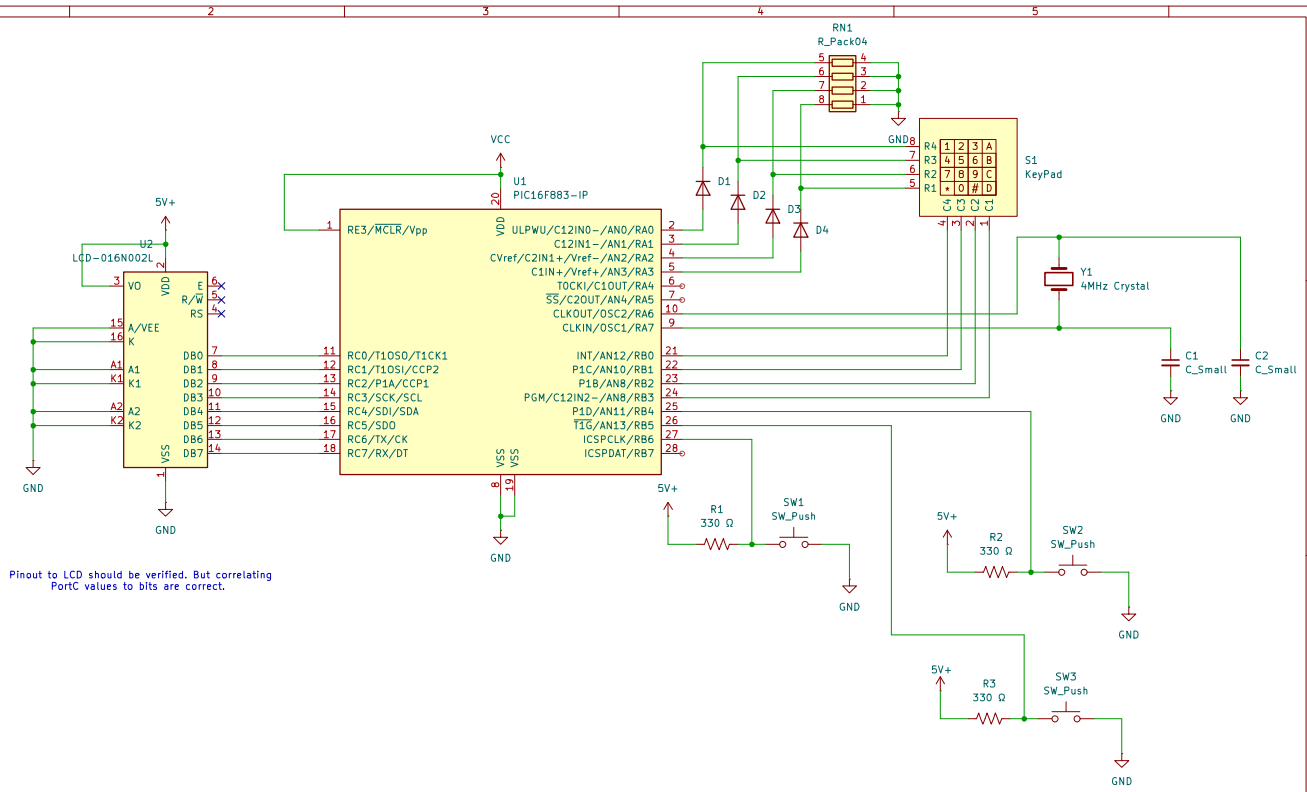 2 3 4 5
RN1
R_Pack04
5 4
6 3
7 2
8 1
GND
VCC
U1
PIC16F883-IP
20
VDD
1 RE3/MCLR/Vpp
ULPWU/C12IN0-/AN0/RA0 2
C12IN1-/AN1/RA1 3
CVref/C2IN1+/Vref-/AN2/RA2 4
C1IN+/Vref+/AN3/RA3 5
T0CKI/C1OUT/RA4 6
SS/C2OUT/AN4/RA5 7
CLKOUT/OSC2/RA6 10
CLKIN/OSC1/RA7 9
11 RC0/T1OSO/T1CK1
12 RC1/T1OSI/CCP2
13 RC2/P1A/CCP1
14 RC3/SCK/SCL
15 RC4/SDI/SDA
16 RC5/SDO
17 RC6/TX/CK
18 RC7/RX/DT
INT/AN12/RB0 21
P1C/AN10/RB1 22
P1B/AN8/RB2 23
PGM/C12IN2-/AN8/RB3 24
P1D/AN11/RB4 25
T1G/AN13/RB5 26
ICSPCLK/RB6 27
ICSPDAT/RB7 28
VSS VSS
8 19
GND
D1
D2
D3
D4
8 R4
7 R3
6 R2
5 R1
1 2 3 A
4 5 6 B
7 8 9 C
* 0 # D
C4 C3 C2 C1
4 3 2 1
S1
KeyPad
Y1
4MHz Crystal
C1
C_Small
GND
C2
C_Small
GND
5V+
U2
LCD-016N002L
2
VDD
3 VO
E 6
R/W 5
RS 4
15 A/VEE
16 K
A1 A1
K1 K1
A2 A2
K2 K2
DB0 7
DB1 8
DB2 9
DB3 10
DB4 11
DB5 12
DB6 13
DB7 14
VSS
1
GND
GND
Pinout to LCD should be verified. But correlating
PortC values to bits are correct.
5V+
R1
330 Ω
SW1
SW_Push
GND
5V+
R2
330 Ω
SW2
SW_Push
GND
5V+
R3
330 Ω
SW3
SW_Push
GND